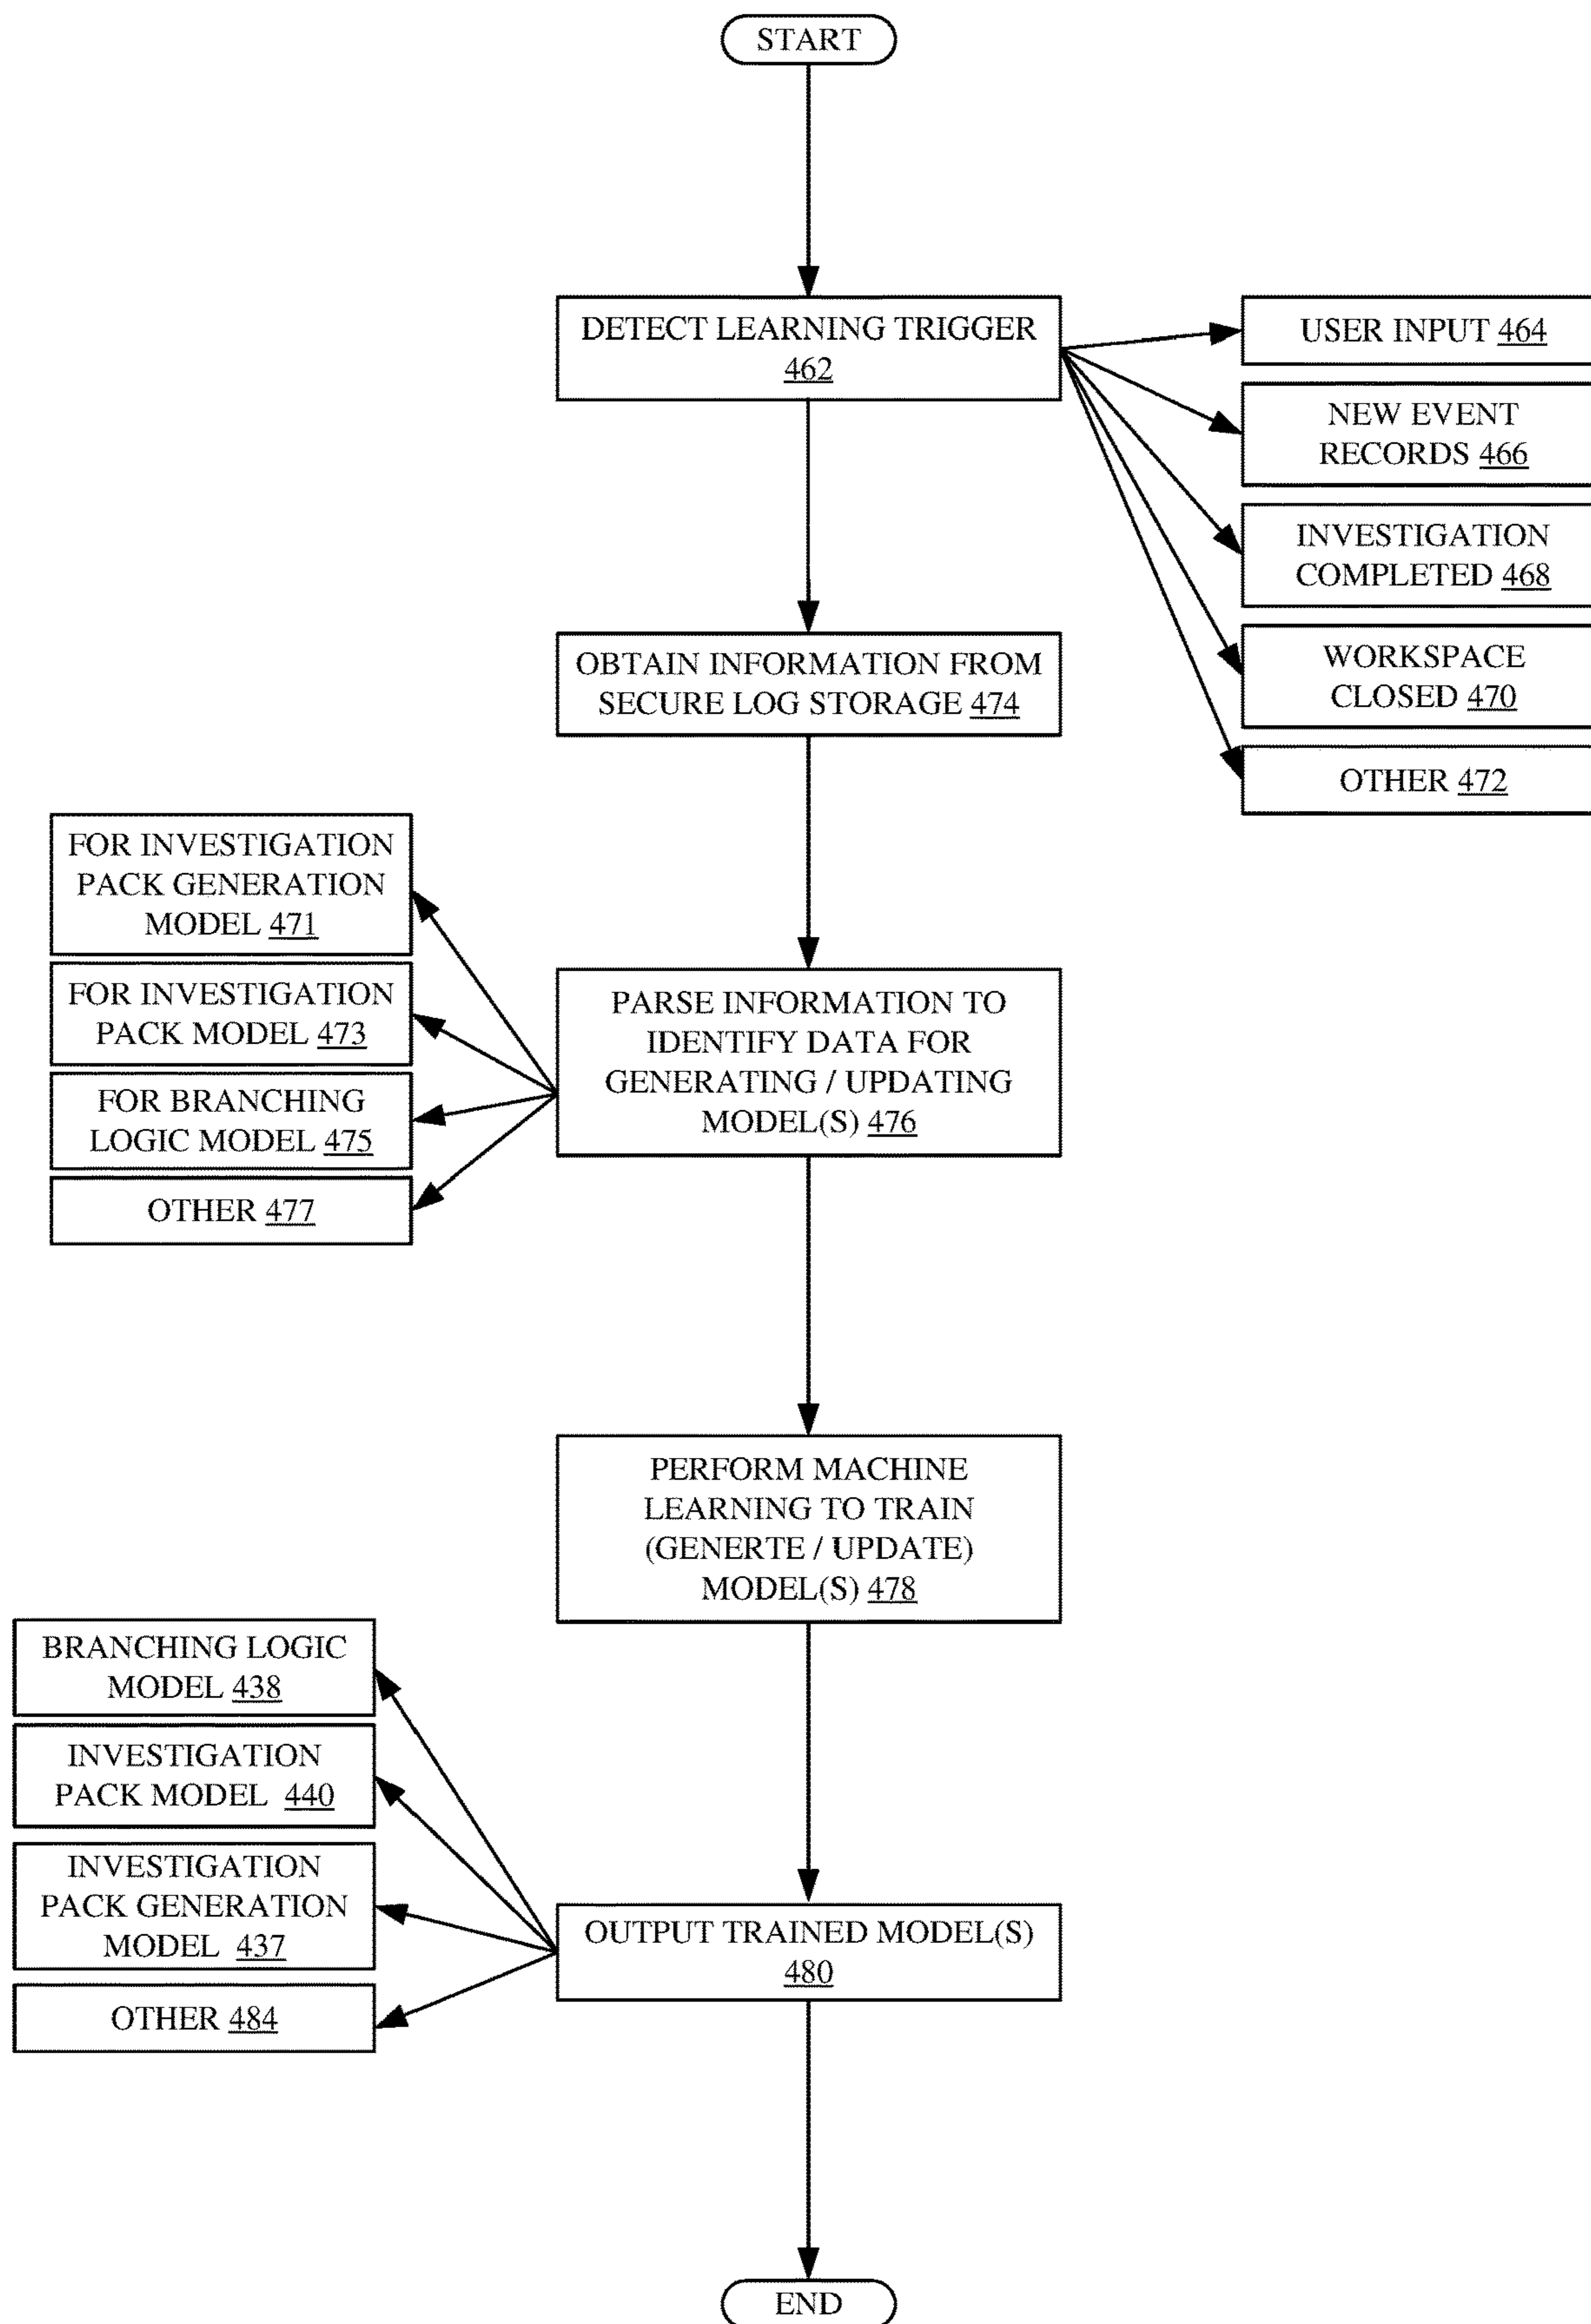 START
DETECT LEARNING TRIGGER
462
USER INPUT 464
NEW EVENT
RECORDS 466
INVESTIGATION
COMPLETED 468
WORKSPACE
CLOSED 470
OTHER 472
OBTAIN INFORMATION FROM
SECURE LOG STORAGE 474
FOR INVESTIGATION
PACK GENERATION
MODEL 471
FOR INVESTIGATION
PACK MODEL 473
FOR BRANCHING
LOGIC MODEL 475
OTHER 477
PARSE INFORMATION TO
IDENTIFY DATA FOR
GENERATING / UPDATING
MODEL(S) 476
PERFORM MACHINE
LEARNING TO TRAIN
(GENERTE / UPDATE)
MODEL(S) 478
BRANCHING LOGIC
MODEL 438
INVESTIGATION
PACK MODEL 440
INVESTIGATION
PACK GENERATION
MODEL 437
OTHER 484
OUTPUT TRAINED MODEL(S)
480
END